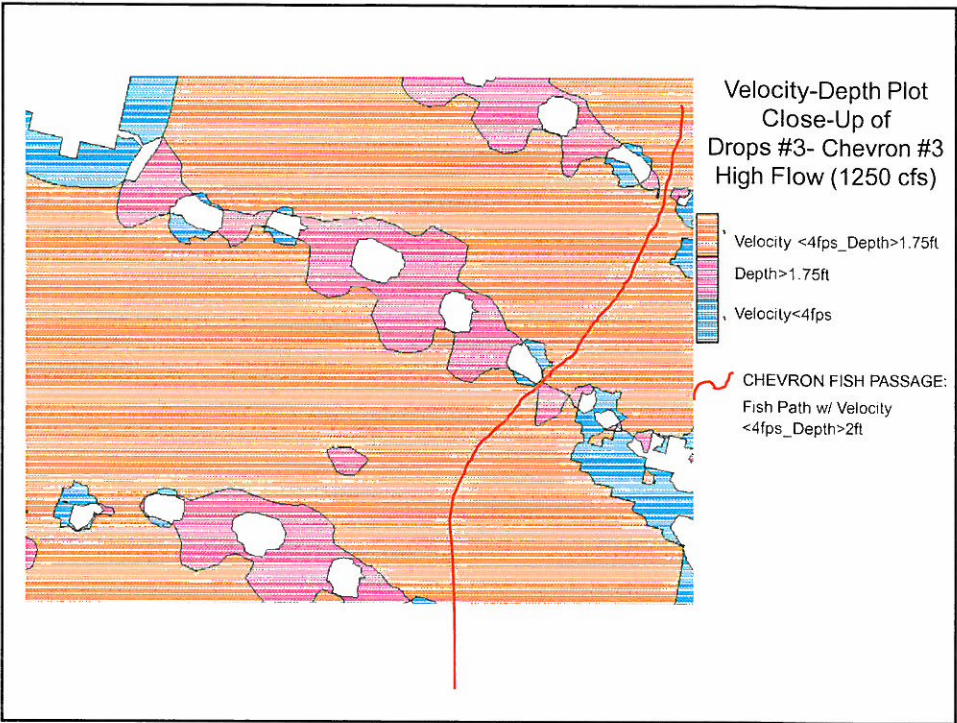 Velocity-Depth Plot
Close-Up of
Drops #3- Chevron #3
High Flow (1250 cfs)
Velocity <4fps_Depth>1.75ft
Depth>1.75ft
Velocity<4fps
CHEVRON FISH PASSAGE:
Fish Path w/ Velocity
<4fps_Depth>2ft